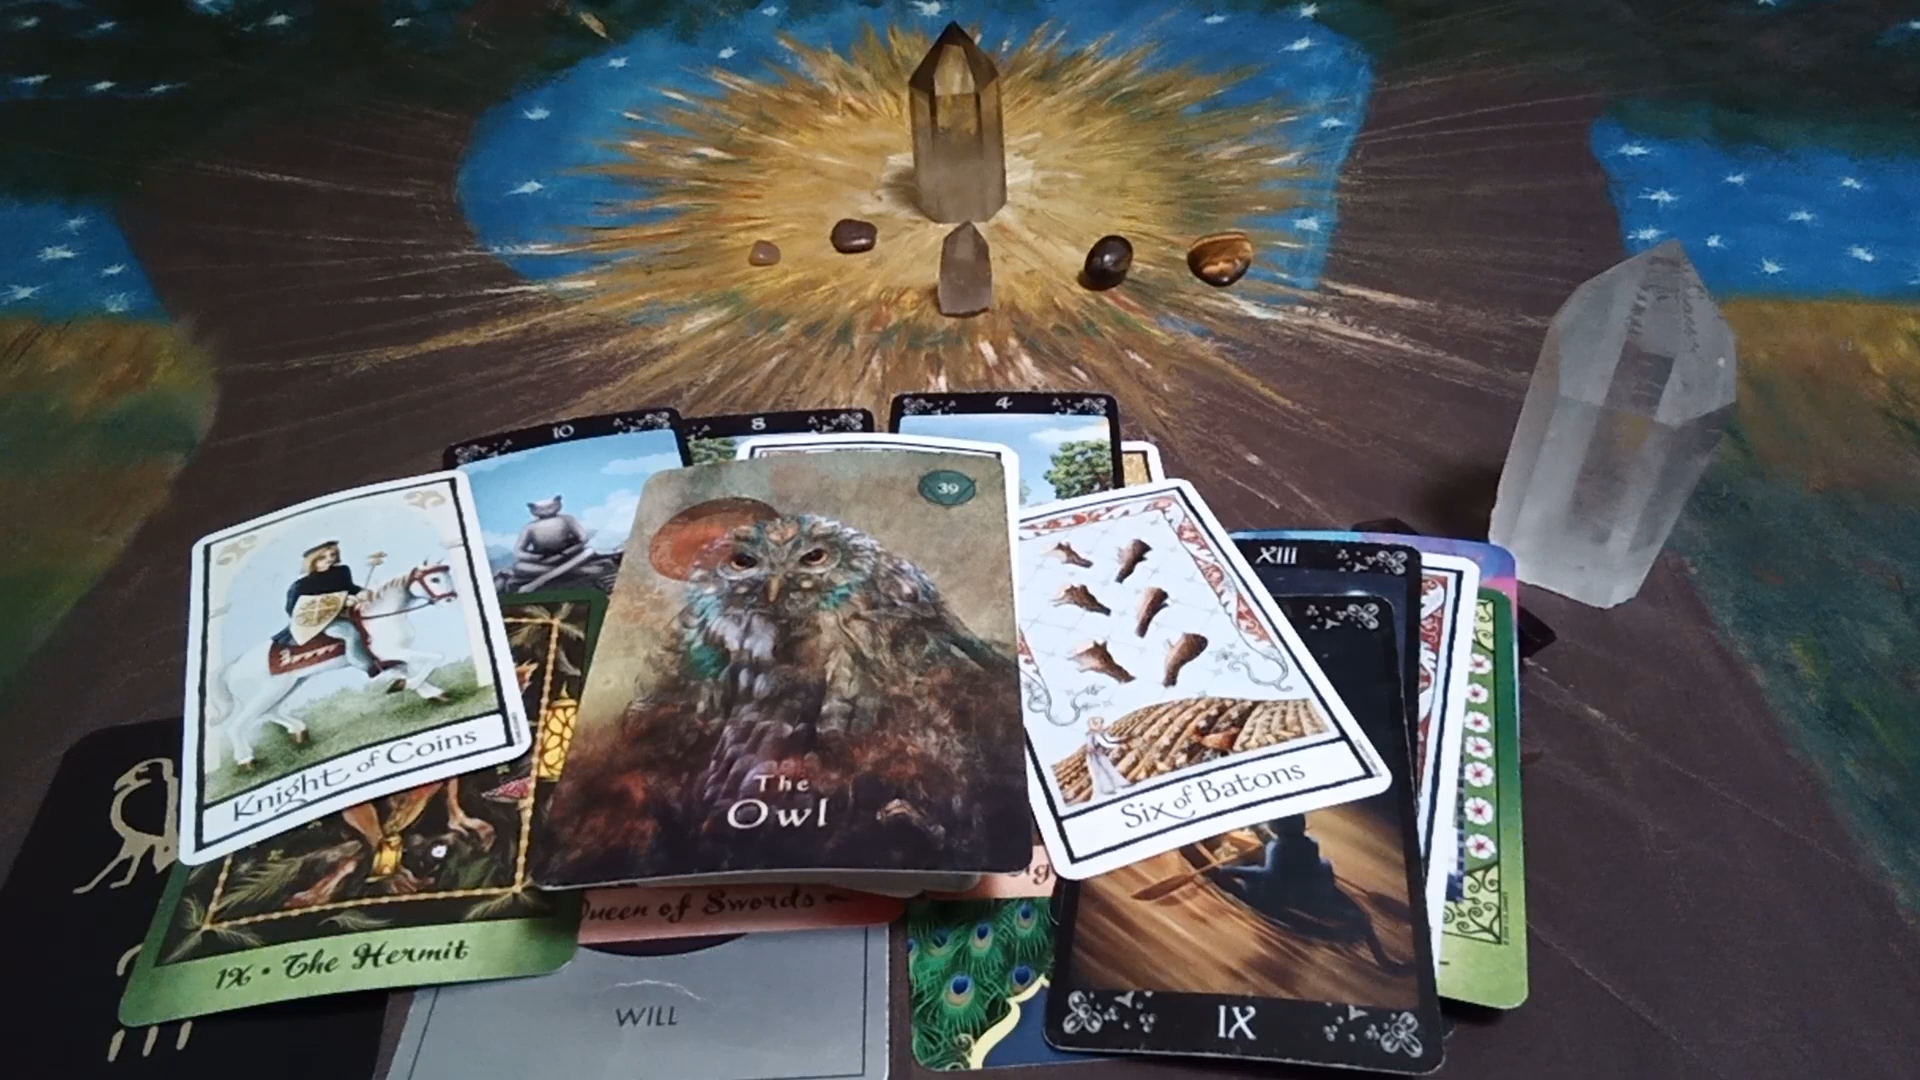 10
8
4
39
XIII
Knight of Coins
The
Owl
Six of Batons
Queen of Swords
IX • The Hermit
WILL
IX